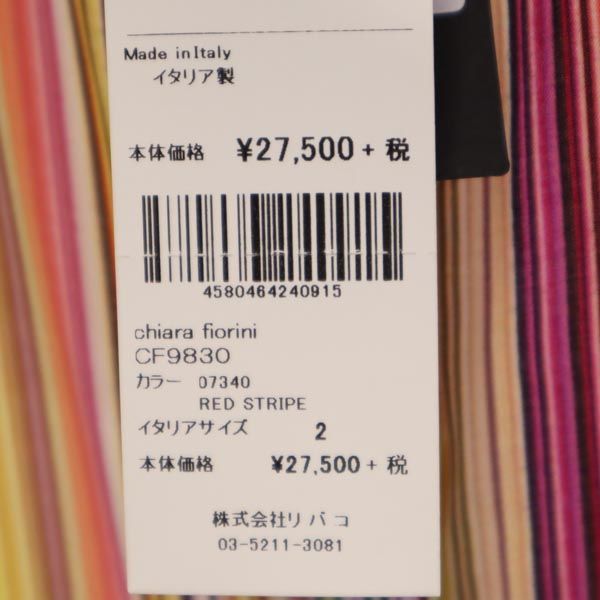 Made in Italy
イタリア製
本体価格 ¥27,500 + 税
4580464240915
chiara fiorini
CF9830
カラー 07340
RED STRIPE
イタリアサイズ 2
本体価格 ¥27,500 + 税
株式会社リバコ
03-5211-3081